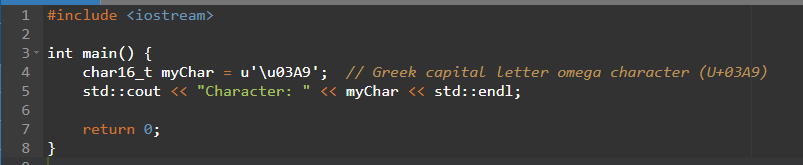 1 #include <iostream>
2
3 int main() {
4     char16_t myChar = u'\u03A9';  // Greek capital letter omega character (U+03A9)
5     std::cout << "Character: " << myChar << std::endl;
6
7     return 0;
8 }